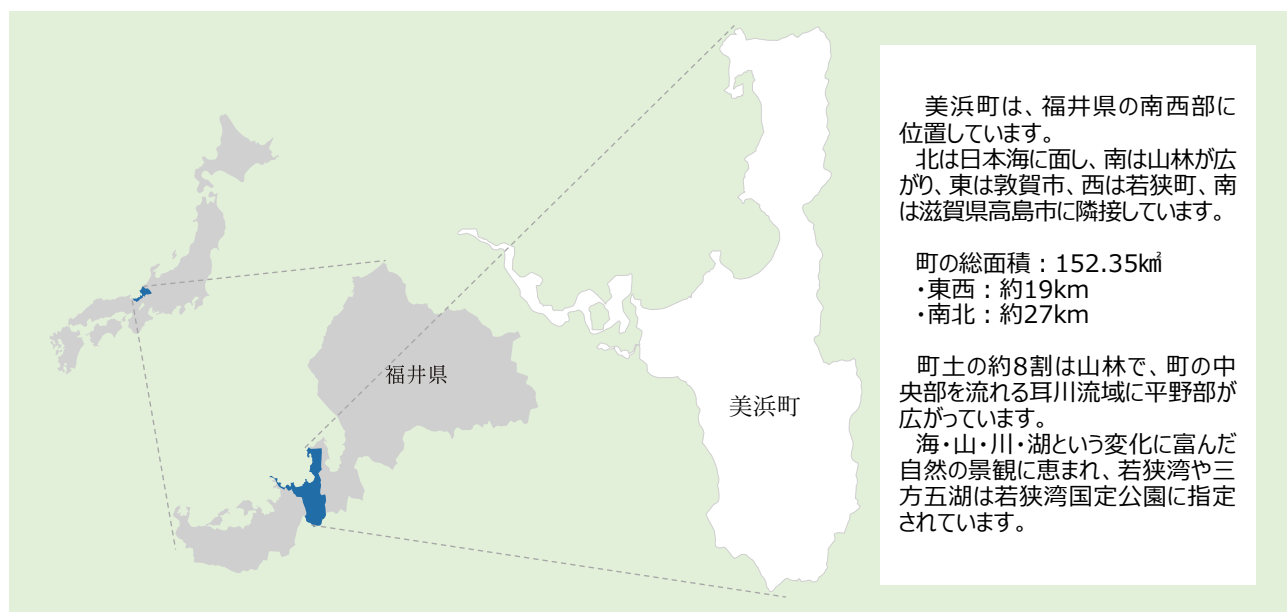 福井県
美浜町
美浜町は、福井県の南西部に
位置しています。
北は日本海に面し、南は山林が広
がり、東は敦賀市、西は若狭町、南
は滋賀県高島市に隣接しています。
町の総面積：152.35㎢
・東西：約19km
・南北：約27km
町土の約8割は山林で、町の中
央部を流れる耳川流域に平野部が
広がっています。
海・山・川・湖という変化に富んだ
自然の景観に恵まれ、若狭湾や三
方五湖は若狭湾国定公園に指定
されています。